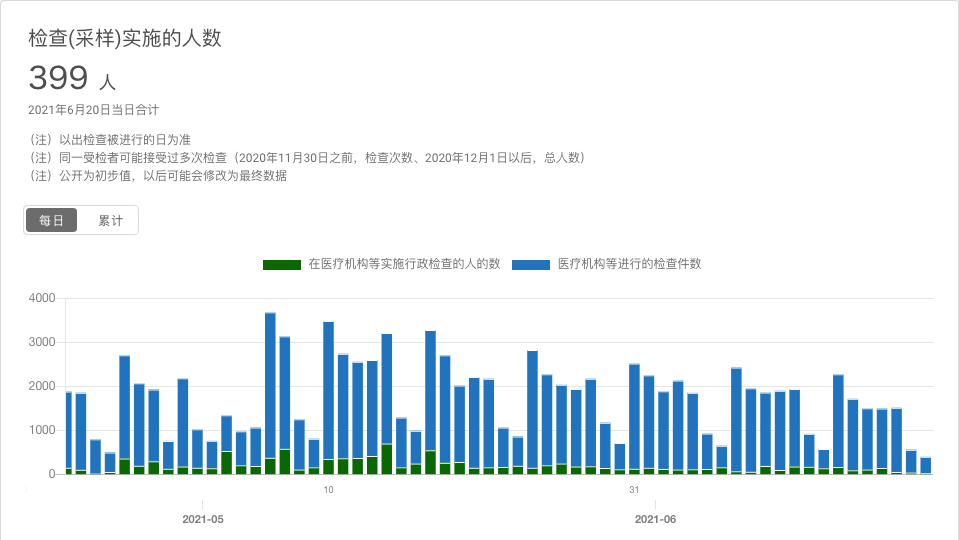 检查(采样)实施的人数
399 人
2021年6月20日当日合计
（注）以出检查被进行的日为准
（注）同一受检者可能接受过多次检查（2020年11月30日之前，检查次数、2020年12月1日以后，总人数）
（注）公开为初步值，以后可能会修改为最终数据
每日 累计
在医疗机构等实施行政检查的人的数 医疗机构等进行的检查件数
4000
3000
2000
1000
0
10 31
2021-05 2021-06